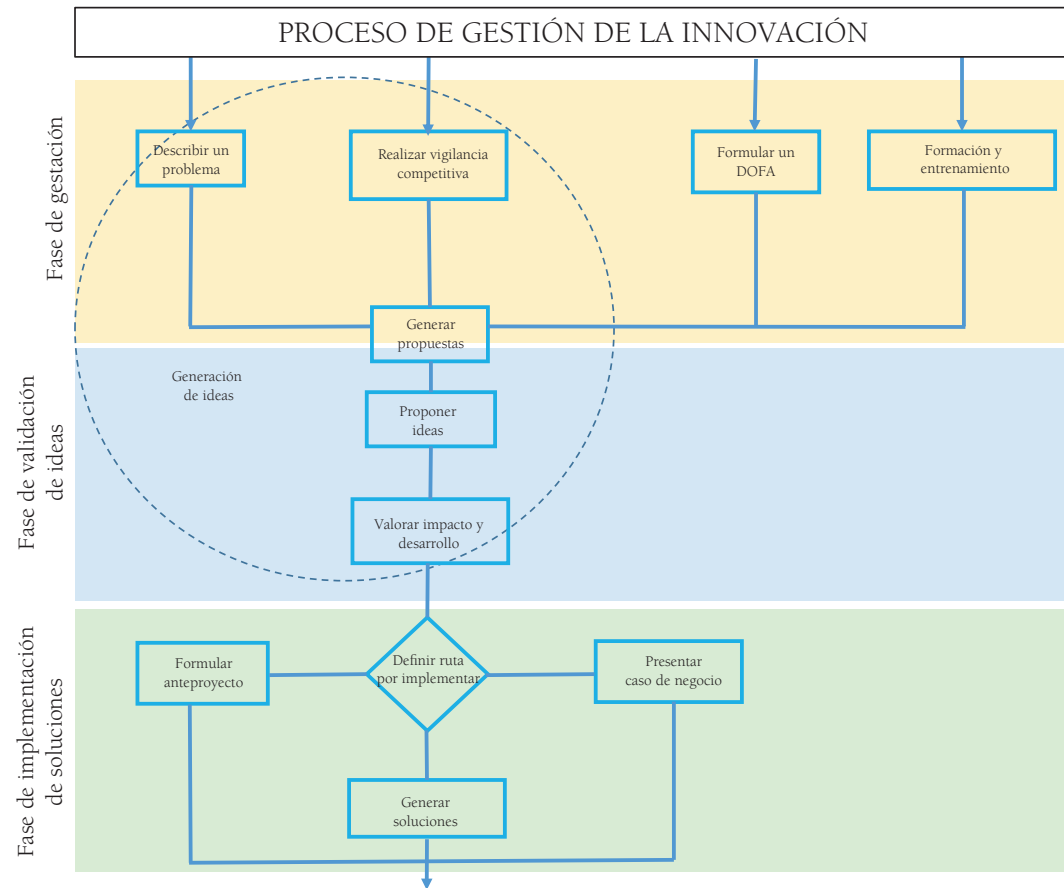 PROCESO DE GESTIÓN DE LA INNOVACIÓN
Fase de gestación
Describir un
problema
Realizar vigilancia
competitiva
Formular un
DOFA
Formación y
entrenamiento
Generar
propuestas
Fase de validación
de ideas
Generación
de ideas
Proponer
ideas
Valorar impacto y
desarrollo
Fase de implementación
de soluciones
Formular
anteproyecto
Definir ruta
por implementar
Presentar
caso de negocio
Generar
soluciones